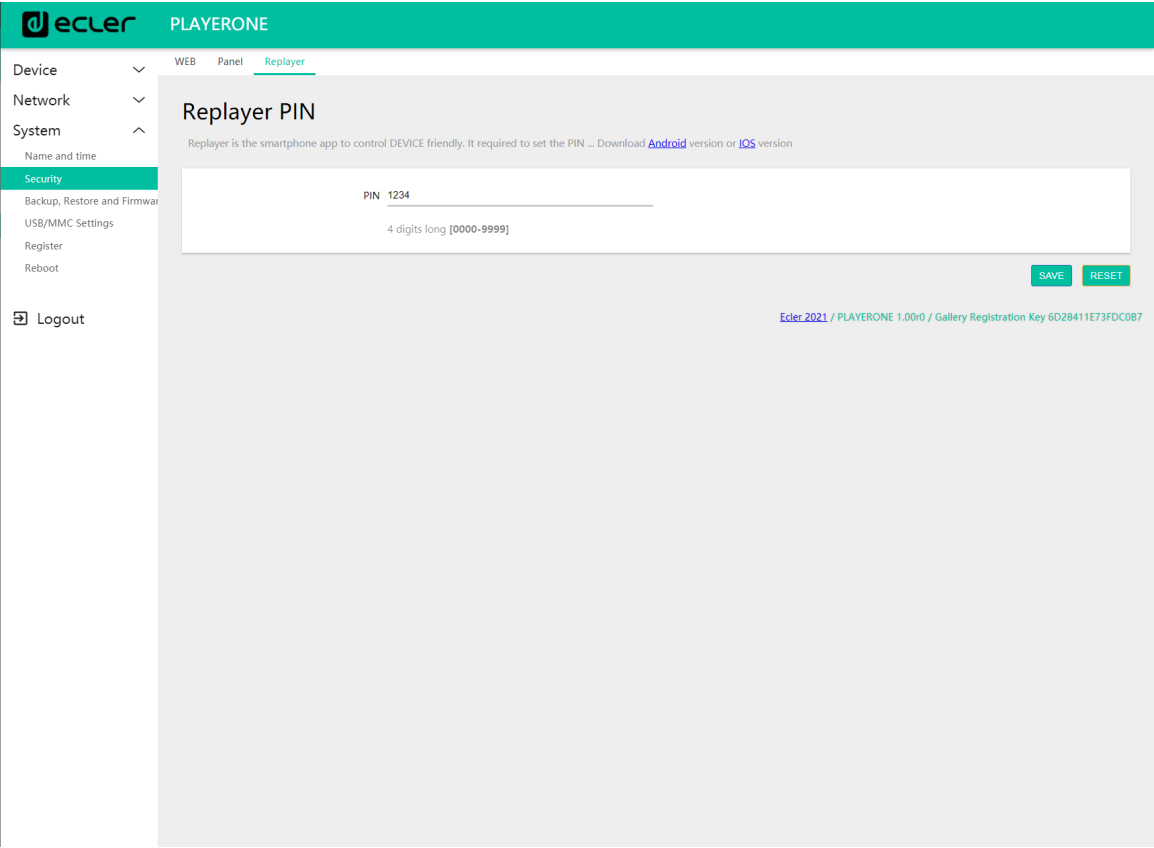 ecler
PLAYERONE
Device
Network
System
Name and time
Security
Backup, Restore and Firmwar
USB/MMC Settings
Register
Reboot
Logout
WEB Panel Replayer
Replayer PIN
Replayer is the smartphone app to control DEVICE friendly. It required to set the PIN ... Download Android version or IOS version
PIN 1234
4 digits long [0000-9999]
SAVE RESET
Ecler 2021 / PLAYERONE 1.00r0 / Gallery Registration Key 6D28411E73FDC0B7